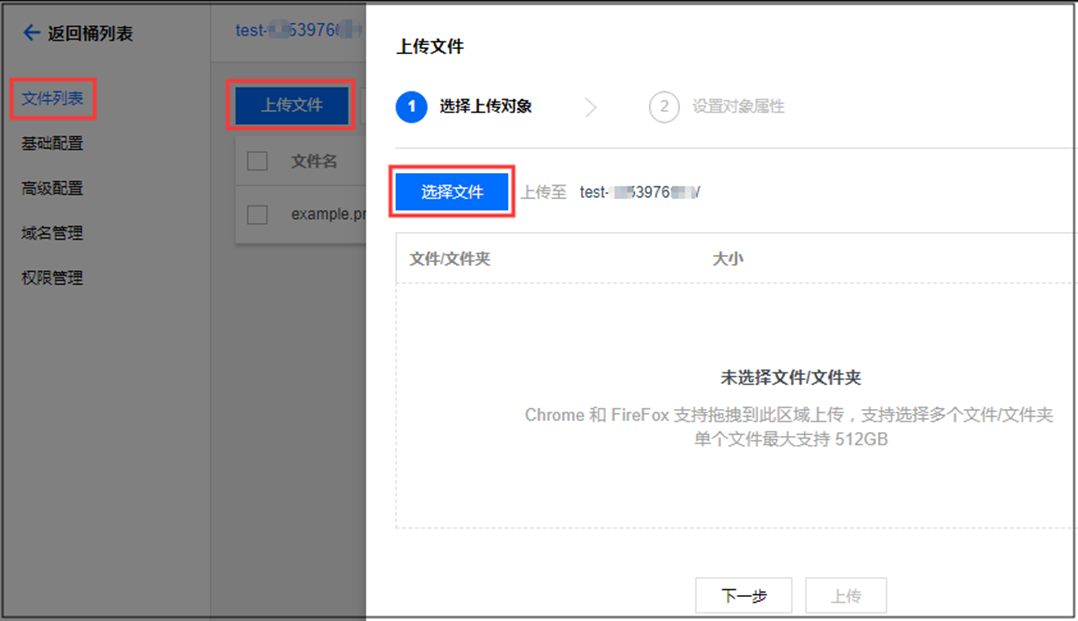 返回桶列表
文件列表
基础配置
高级配置
域名管理
权限管理
test- 53976
上传文件
文件名
example.pr
上传文件
1 选择上传对象
2 设置对象属性
选择文件 上传至 test- 53976 /
文件/文件夹 大小
未选择文件/文件夹
Chrome 和 FireFox 支持拖拽到此区域上传，支持选择多个文件/文件夹
单个文件最大支持 512GB
下一步 上传